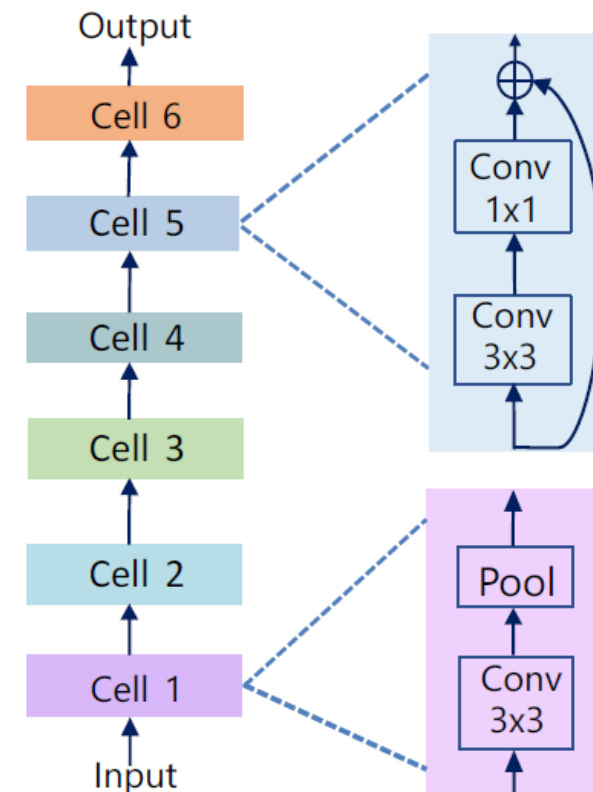 Output
Cell 6
Cell 5
Cell 4
Cell 3
Cell 2
Cell 1
Input
Conv
1x1
Conv
3x3
Pool
Conv
3x3